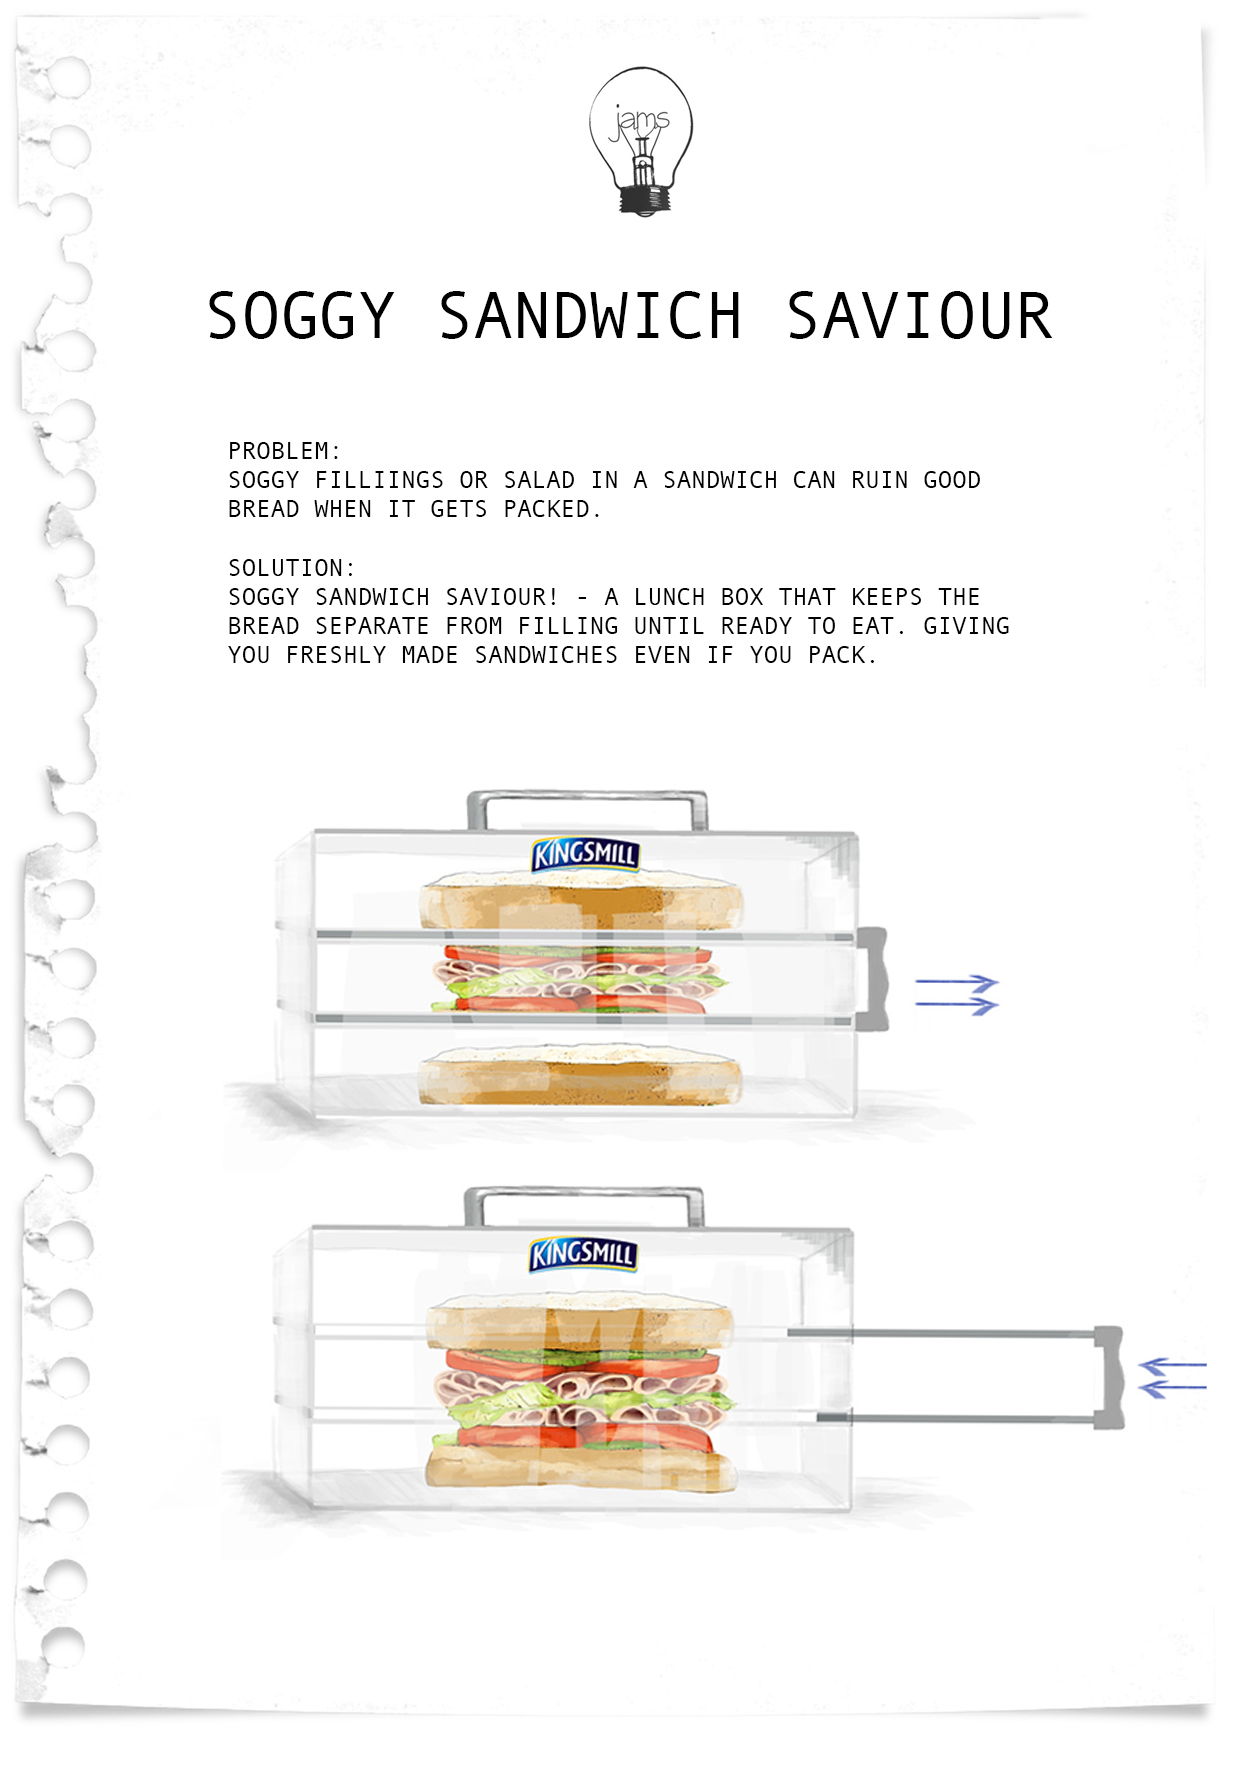 jams
SOGGY SANDWICH SAVIOUR
PROBLEM:
SOGGY FILLIINGS OR SALAD IN A SANDWICH CAN RUIN GOOD
BREAD WHEN IT GETS PACKED.
SOLUTION:
SOGGY SANDWICH SAVIOUR! - A LUNCH BOX THAT KEEPS THE
BREAD SEPARATE FROM FILLING UNTIL READY TO EAT. GIVING
YOU FRESHLY MADE SANDWICHES EVEN IF YOU PACK.
KINGSMILL
KINGSMILL